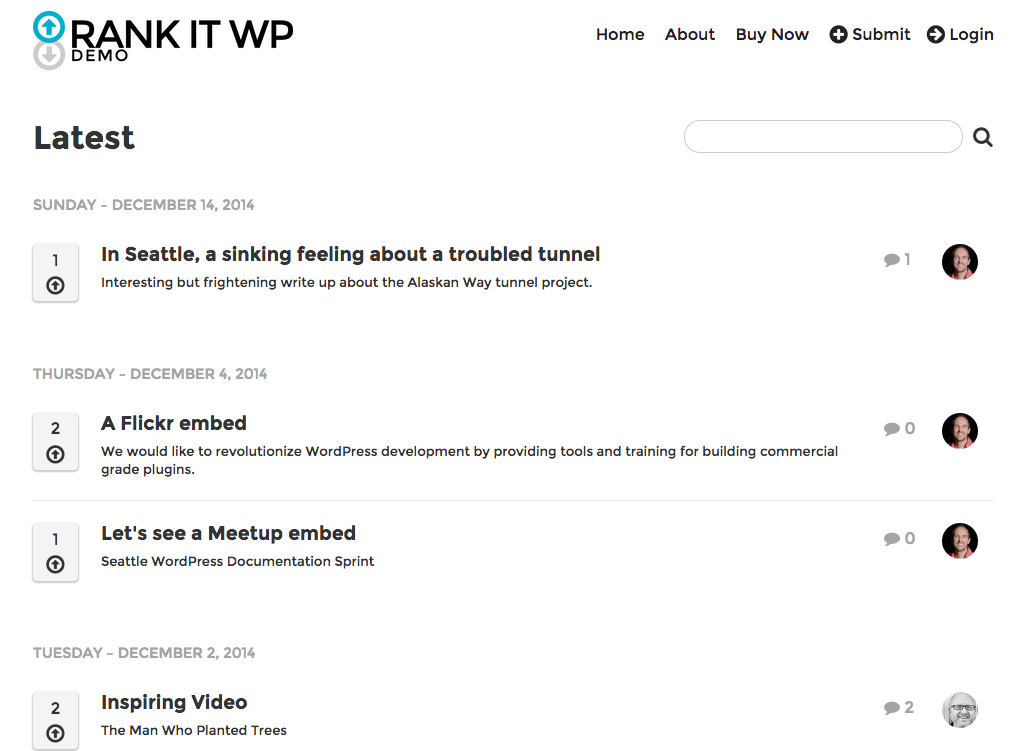 RANK IT WP
DEMO
Home About Buy Now Submit Login
Latest
SUNDAY – DECEMBER 14, 2014
1
In Seattle, a sinking feeling about a troubled tunnel
Interesting but frightening write up about the Alaskan Way tunnel project.
1
THURSDAY – DECEMBER 4, 2014
2
A Flickr embed
We would like to revolutionize WordPress development by providing tools and training for building commercial
grade plugins.
0
1
Let's see a Meetup embed
Seattle WordPress Documentation Sprint
0
TUESDAY – DECEMBER 2, 2014
2
Inspiring Video
The Man Who Planted Trees
2